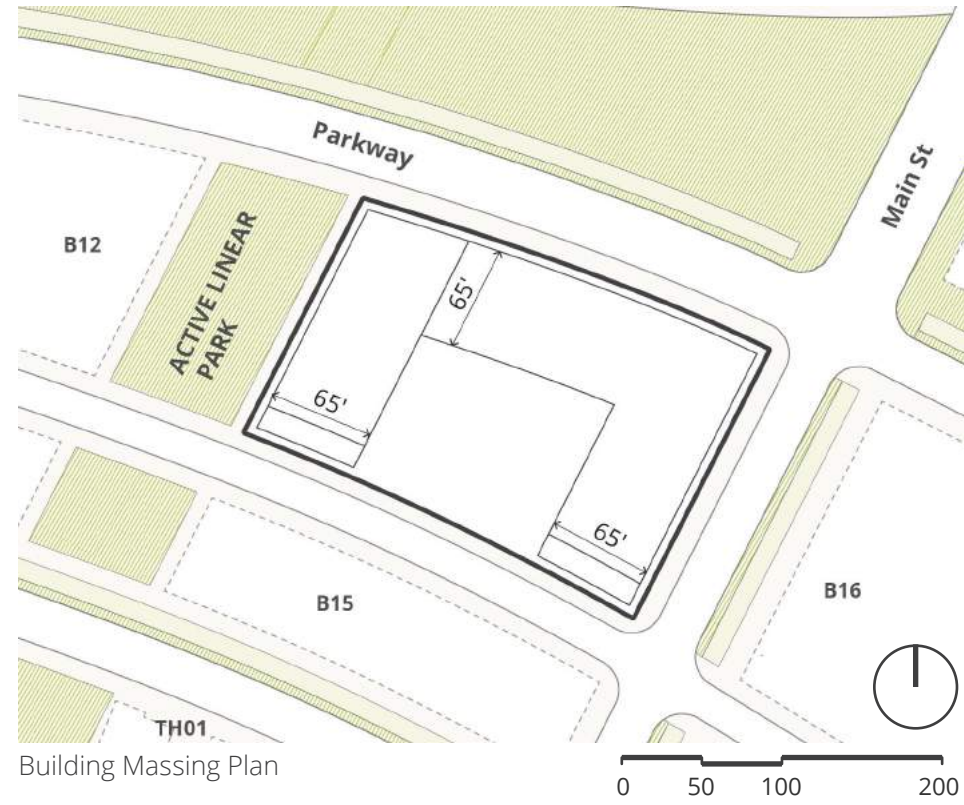 Parkway
Main St
B12
ACTIVE LINEAR
PARK
65'
65'
65'
B15
B16
TH01
Building Massing Plan
0 50 100 200